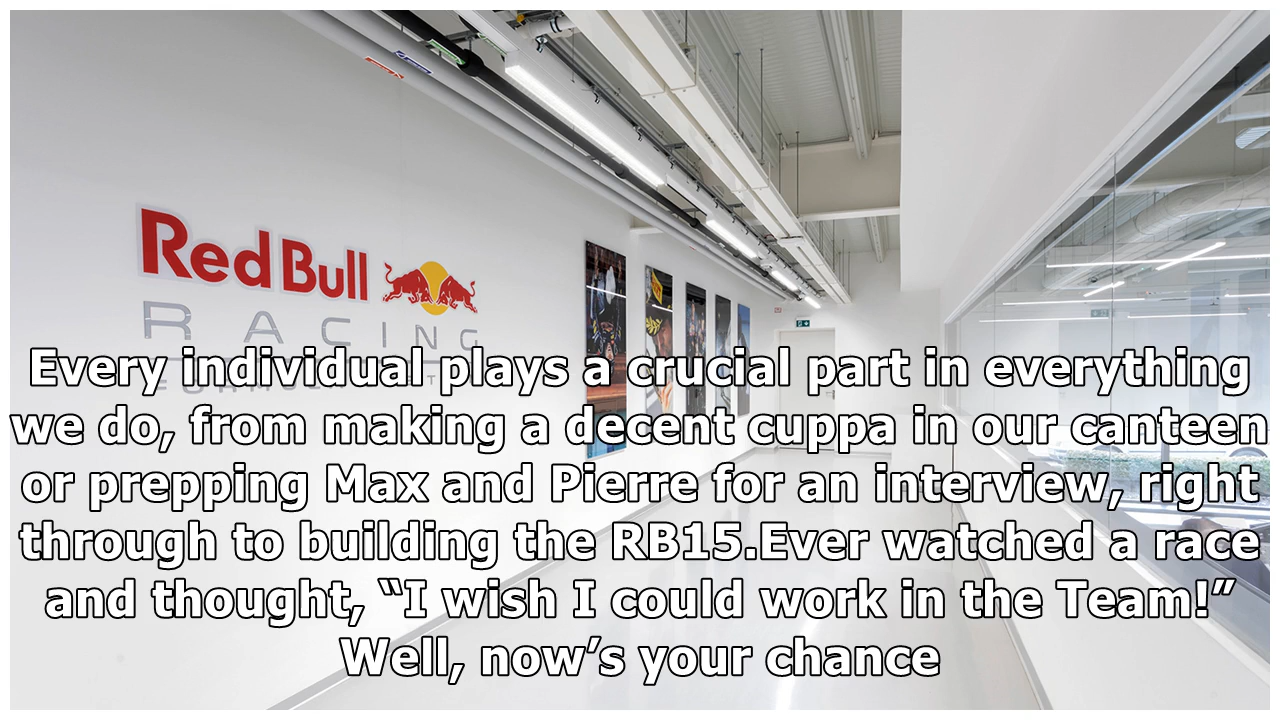 Red Bull
RACING
FORMULA
Every individual plays a crucial part in everything
we do, from making a decent cuppa in our canteen
or prepping Max and Pierre for an interview, right
through to building the RB15.Ever watched a race
and thought, “I wish I could work in the Team!”
Well, now’s your chance